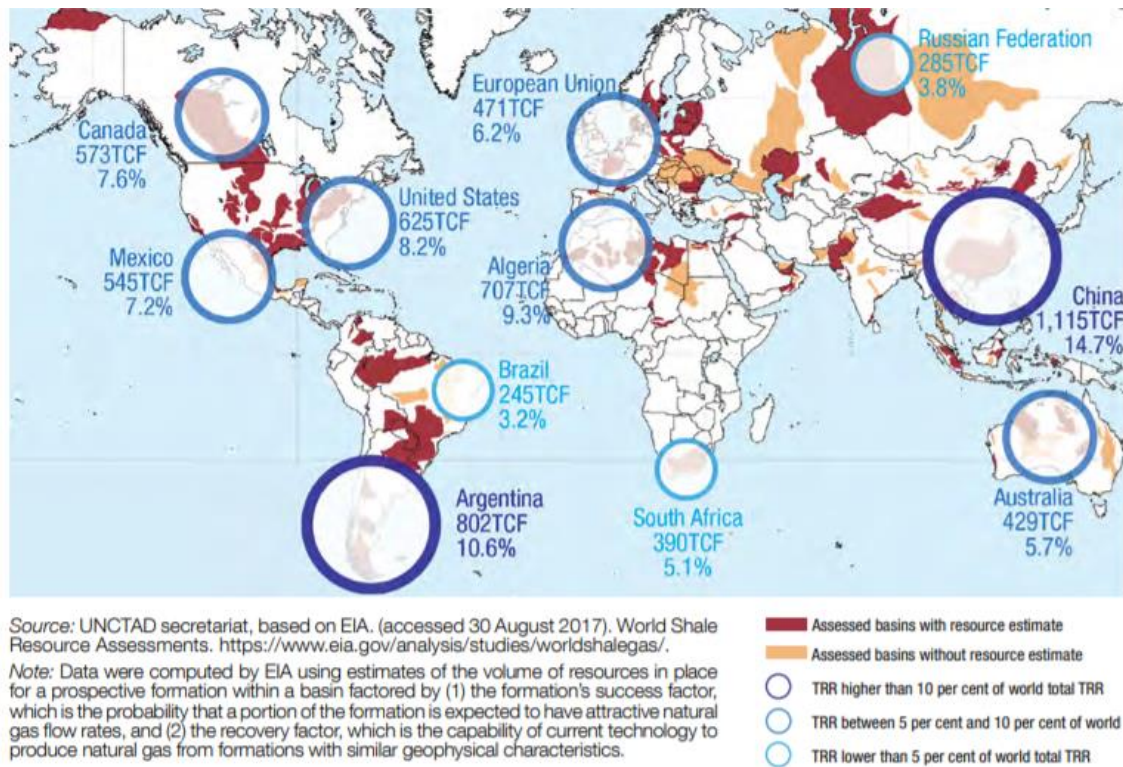 Russian Federation
285TCF
3.8%
European Union
471TCF
6.2%
Canada
573TCF
7.6%
United States
625TCF
8.2%
Mexico
545TCF
7.2%
Algeria
707TCF
9.3%
China
1,115TCF
14.7%
Brazil
245TCF
3.2%
Argentina
802TCF
10.6%
South Africa
390TCF
5.1%
Australia
429TCF
5.7%
Source: UNCTAD secretariat, based on EIA. (accessed 30 August 2017). World Shale
Resource Assessments. https://www.eia.gov/analysis/studies/worldshalegas/.
Note: Data were computed by EIA using estimates of the volume of resources in place
for a prospective formation within a basin factored by (1) the formation's success factor,
which is the probability that a portion of the formation is expected to have attractive natural
gas flow rates, and (2) the recovery factor, which is the capability of current technology to
produce natural gas from formations with similar geophysical characteristics.
Assessed basins with resource estimate
Assessed basins without resource estimate
TRR higher than 10 per cent of world total TRR
TRR between 5 per cent and 10 per cent of world
TRR lower than 5 per cent of world total TRR